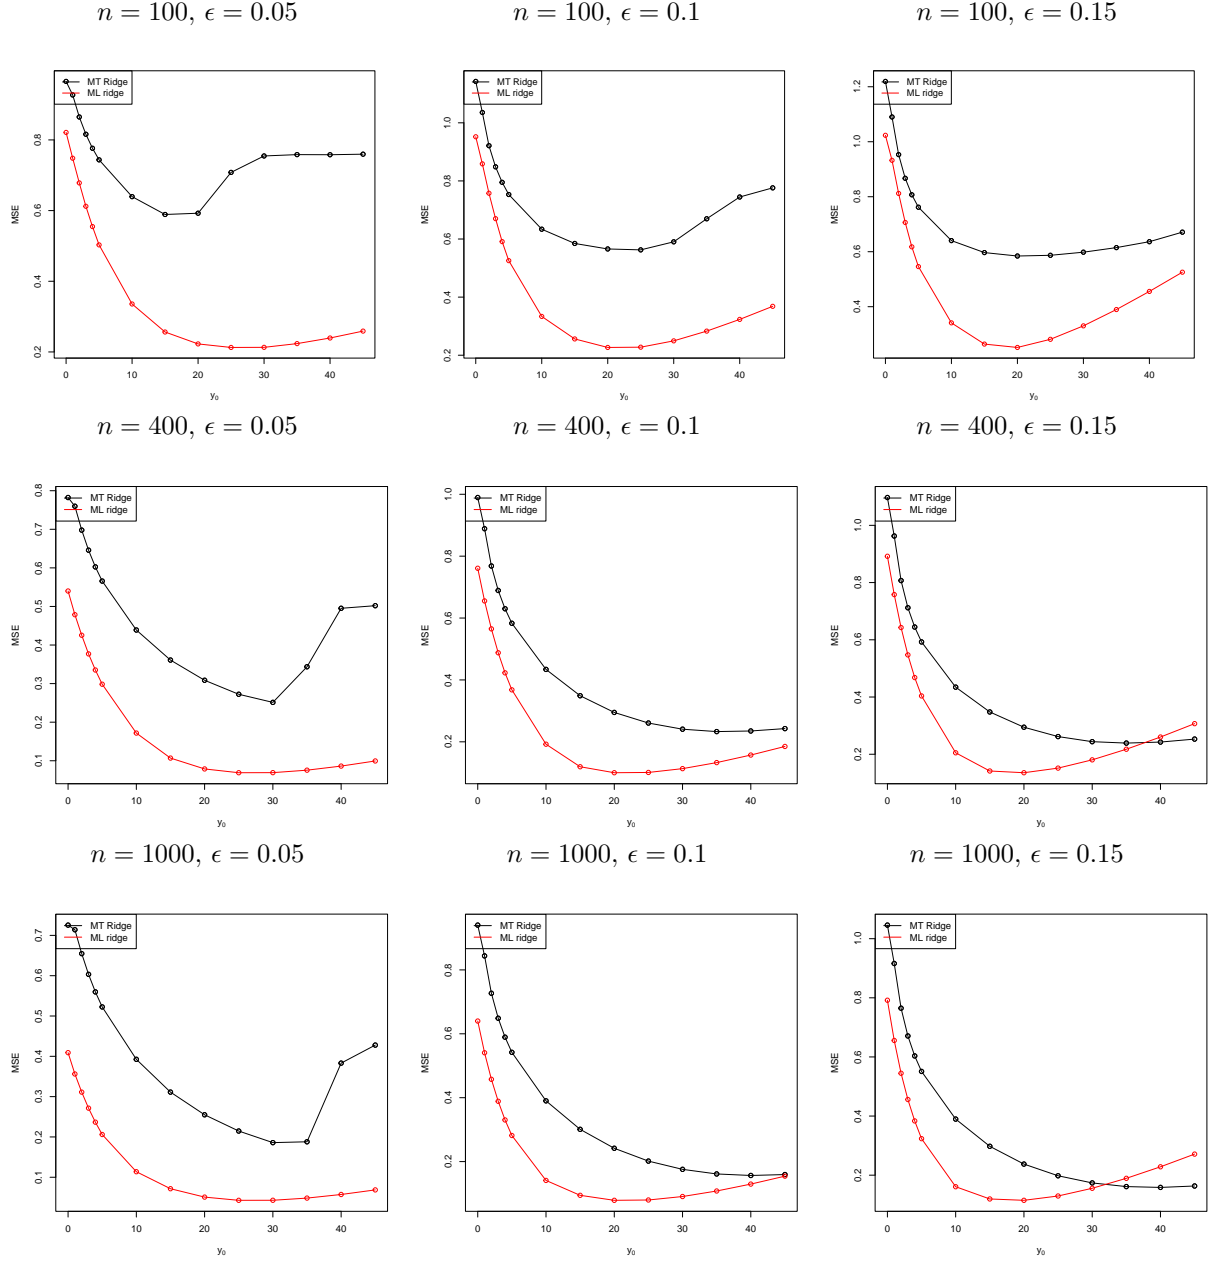 n = 100, ϵ = 0.05
n = 100, ϵ = 0.1
n = 100, ϵ = 0.15
MT Ridge
ML ridge
MSE
0.2 0.4 0.6 0.8
0 10 20 30 40
y₀
MT Ridge
ML ridge
MSE
0.2 0.4 0.6 0.8 1.0
0 10 20 30 40
y₀
MT Ridge
ML ridge
MSE
0.4 0.6 0.8 1.0 1.2
0 10 20 30 40
y₀
n = 400, ϵ = 0.05
n = 400, ϵ = 0.1
n = 400, ϵ = 0.15
MT Ridge
ML ridge
MSE
0.1 0.2 0.3 0.4 0.5 0.6 0.7 0.8
0 10 20 30 40
y₀
MT Ridge
ML ridge
MSE
0.2 0.4 0.6 0.8 1.0
0 10 20 30 40
y₀
MT Ridge
ML ridge
MSE
0.2 0.4 0.6 0.8 1.0
0 10 20 30 40
y₀
n = 1000, ϵ = 0.05
n = 1000, ϵ = 0.1
n = 1000, ϵ = 0.15
MT Ridge
ML ridge
MSE
0.1 0.2 0.3 0.4 0.5 0.6 0.7
0 10 20 30 40
y₀
MT Ridge
ML ridge
MSE
0.2 0.4 0.6 0.8
0 10 20 30 40
y₀
MT Ridge
ML ridge
MSE
0.2 0.4 0.6 0.8 1.0
0 10 20 30 40
y₀